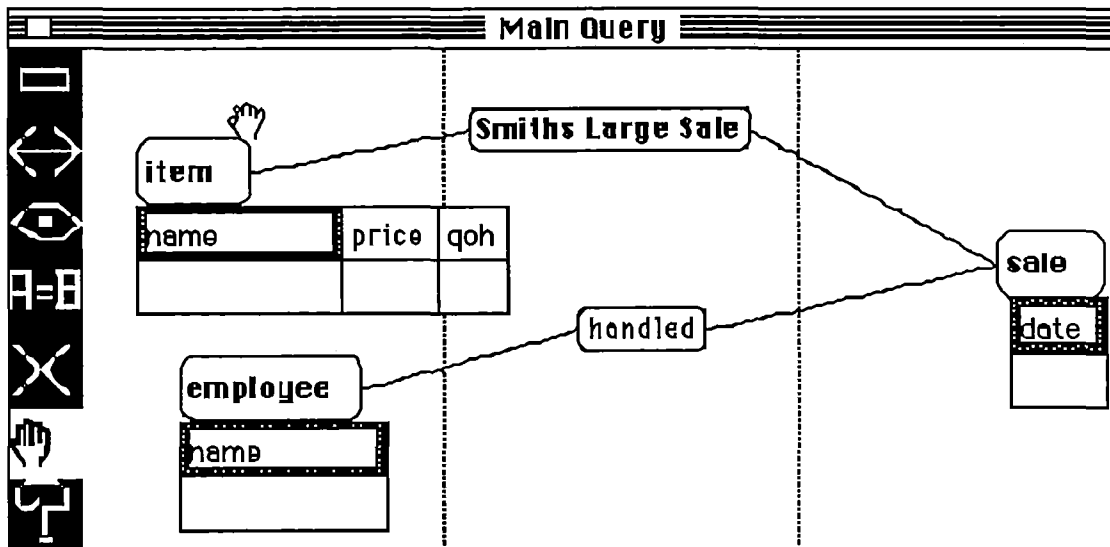 Main Query
Smiths Large Sale
item
name price qoh
sale
A=B
handled
date
employee
name